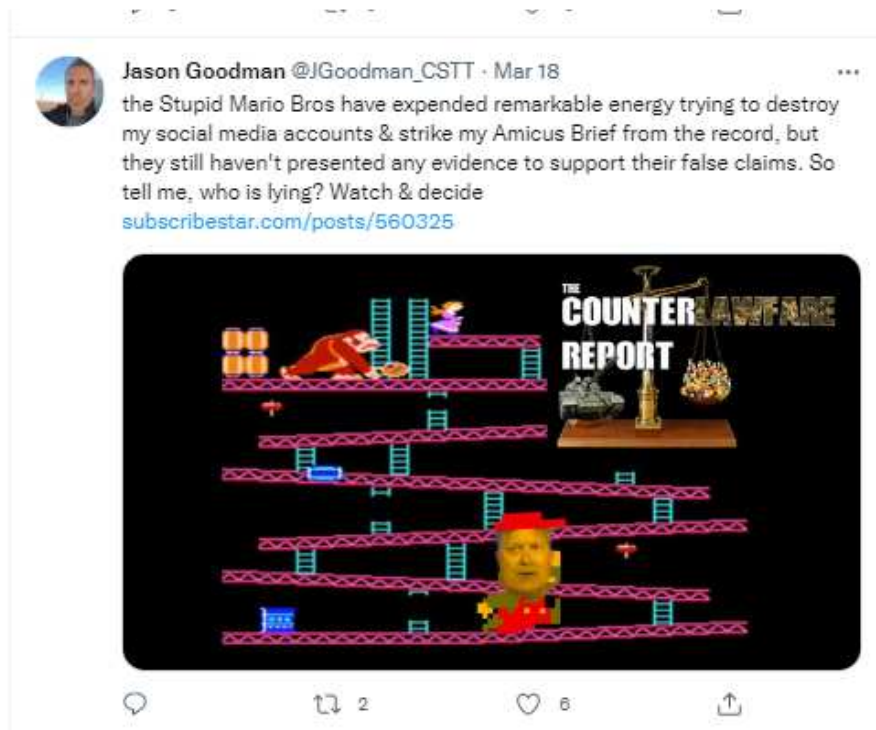 Jason Goodman @JGoodman_CSTT · Mar 18
the Stupid Mario Bros have expended remarkable energy trying to destroy
my social media accounts & strike my Amicus Brief from the record, but
they still haven't presented any evidence to support their false claims. So
tell me, who is lying? Watch & decide
subscribestar.com/posts/560325
THE
COUNTERLAWFARE
REPORT
2
6